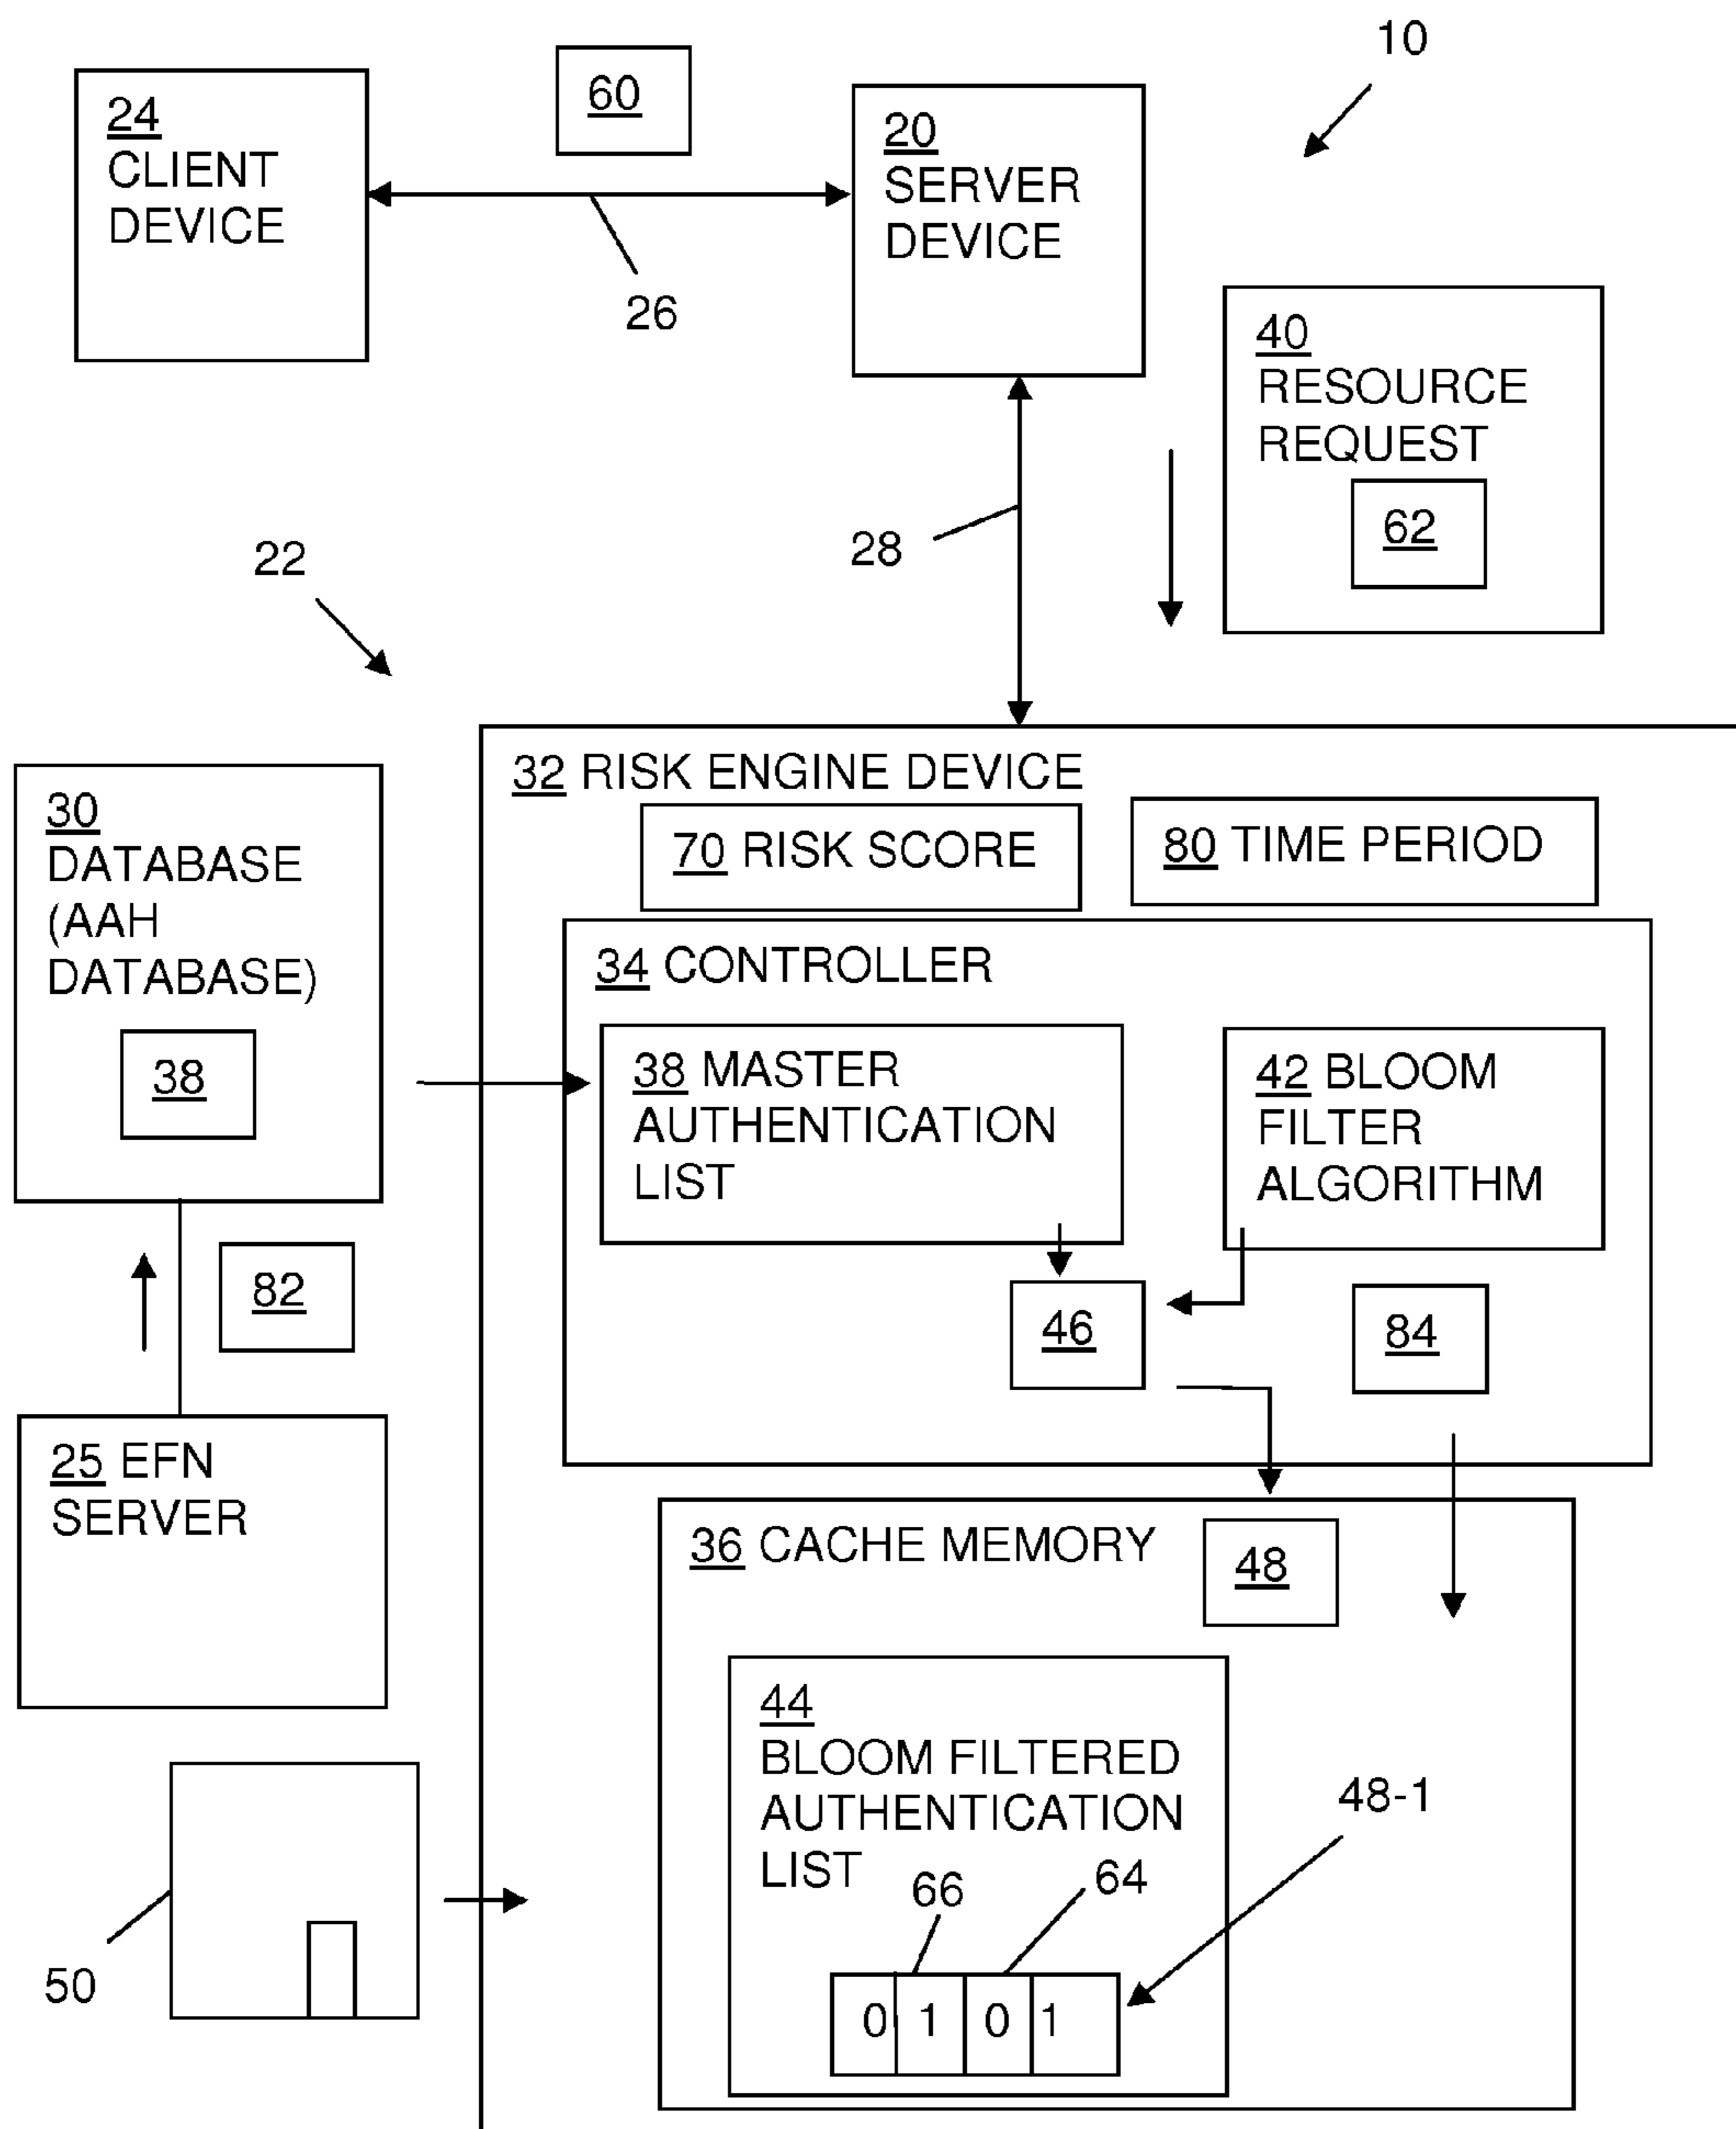 10
24
CLIENT
DEVICE
60
20
SERVER
DEVICE
26
40
RESOURCE
REQUEST
62
28
22
32 RISK ENGINE DEVICE
70 RISK SCORE
80 TIME PERIOD
30
DATABASE
(AAH
DATABASE)
38
34 CONTROLLER
38 MASTER
AUTHENTICATION
LIST
42 BLOOM
FILTER
ALGORITHM
82
46
84
25 EFN
SERVER
36 CACHE MEMORY
48
44
BLOOM FILTERED
AUTHENTICATION
LIST
48-1
66
64
50
0 1 0 1